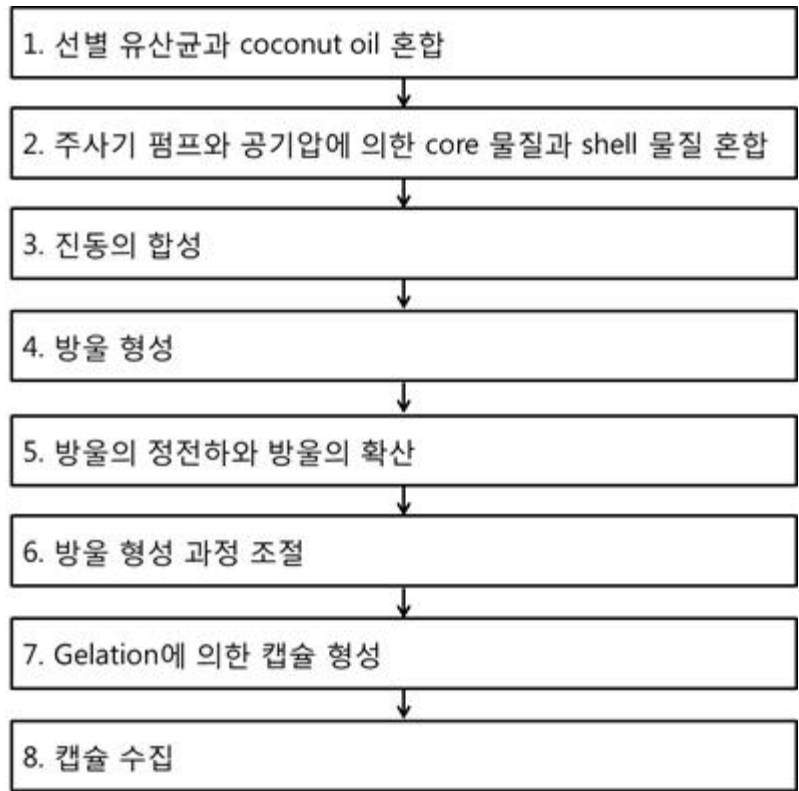 1. 선별 유산균과 coconut oil 혼합
2. 주사기 펌프와 공기압에 의한 core 물질과 shell 물질 혼합
3. 진동의 합성
4. 방울 형성
5. 방울의 정전하와 방울의 확산
6. 방울 형성 과정 조절
7. Gelation에 의한 캡슐 형성
8. 캡슐 수집